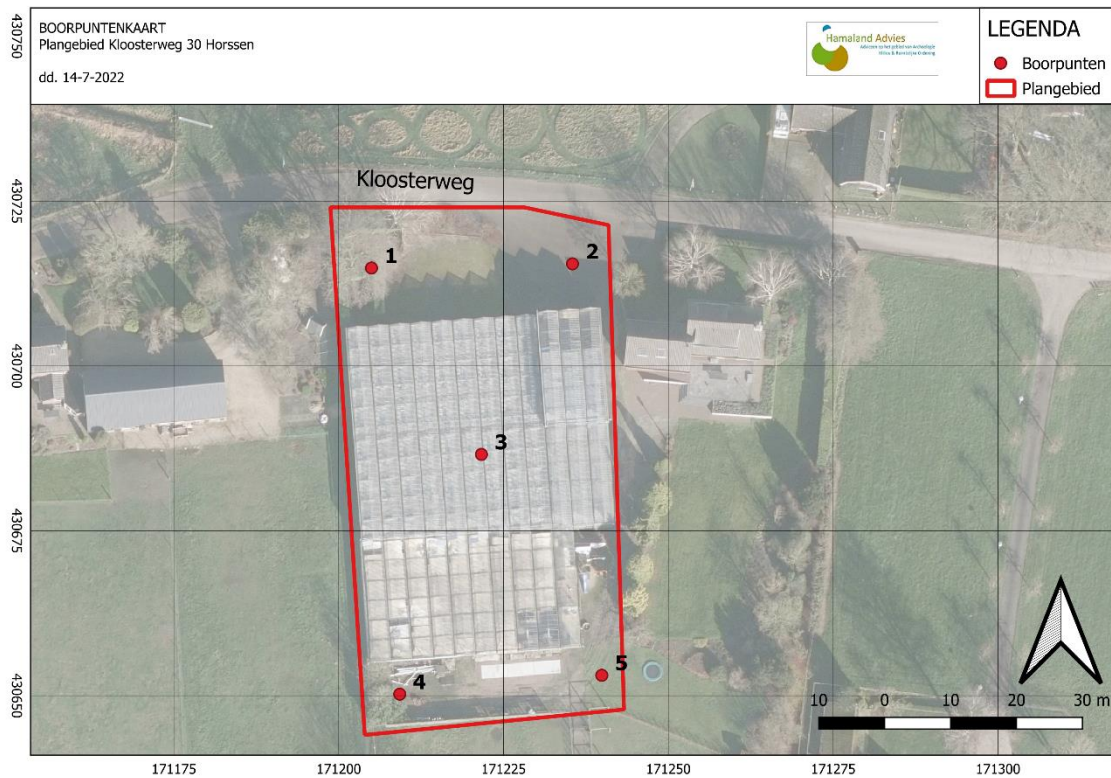 BOORPUNTENKAART
Plangebied Kloosterweg 30 Horssen
dd. 14-7-2022
Hamaland Advies
LEGENDA
Boorpunten
Plangebied
430750
430725
430700
430675
430650
Kloosterweg
1
2
3
4
5
10 0 10 20 30 m
171175 171200 171225 171250 171275 171300